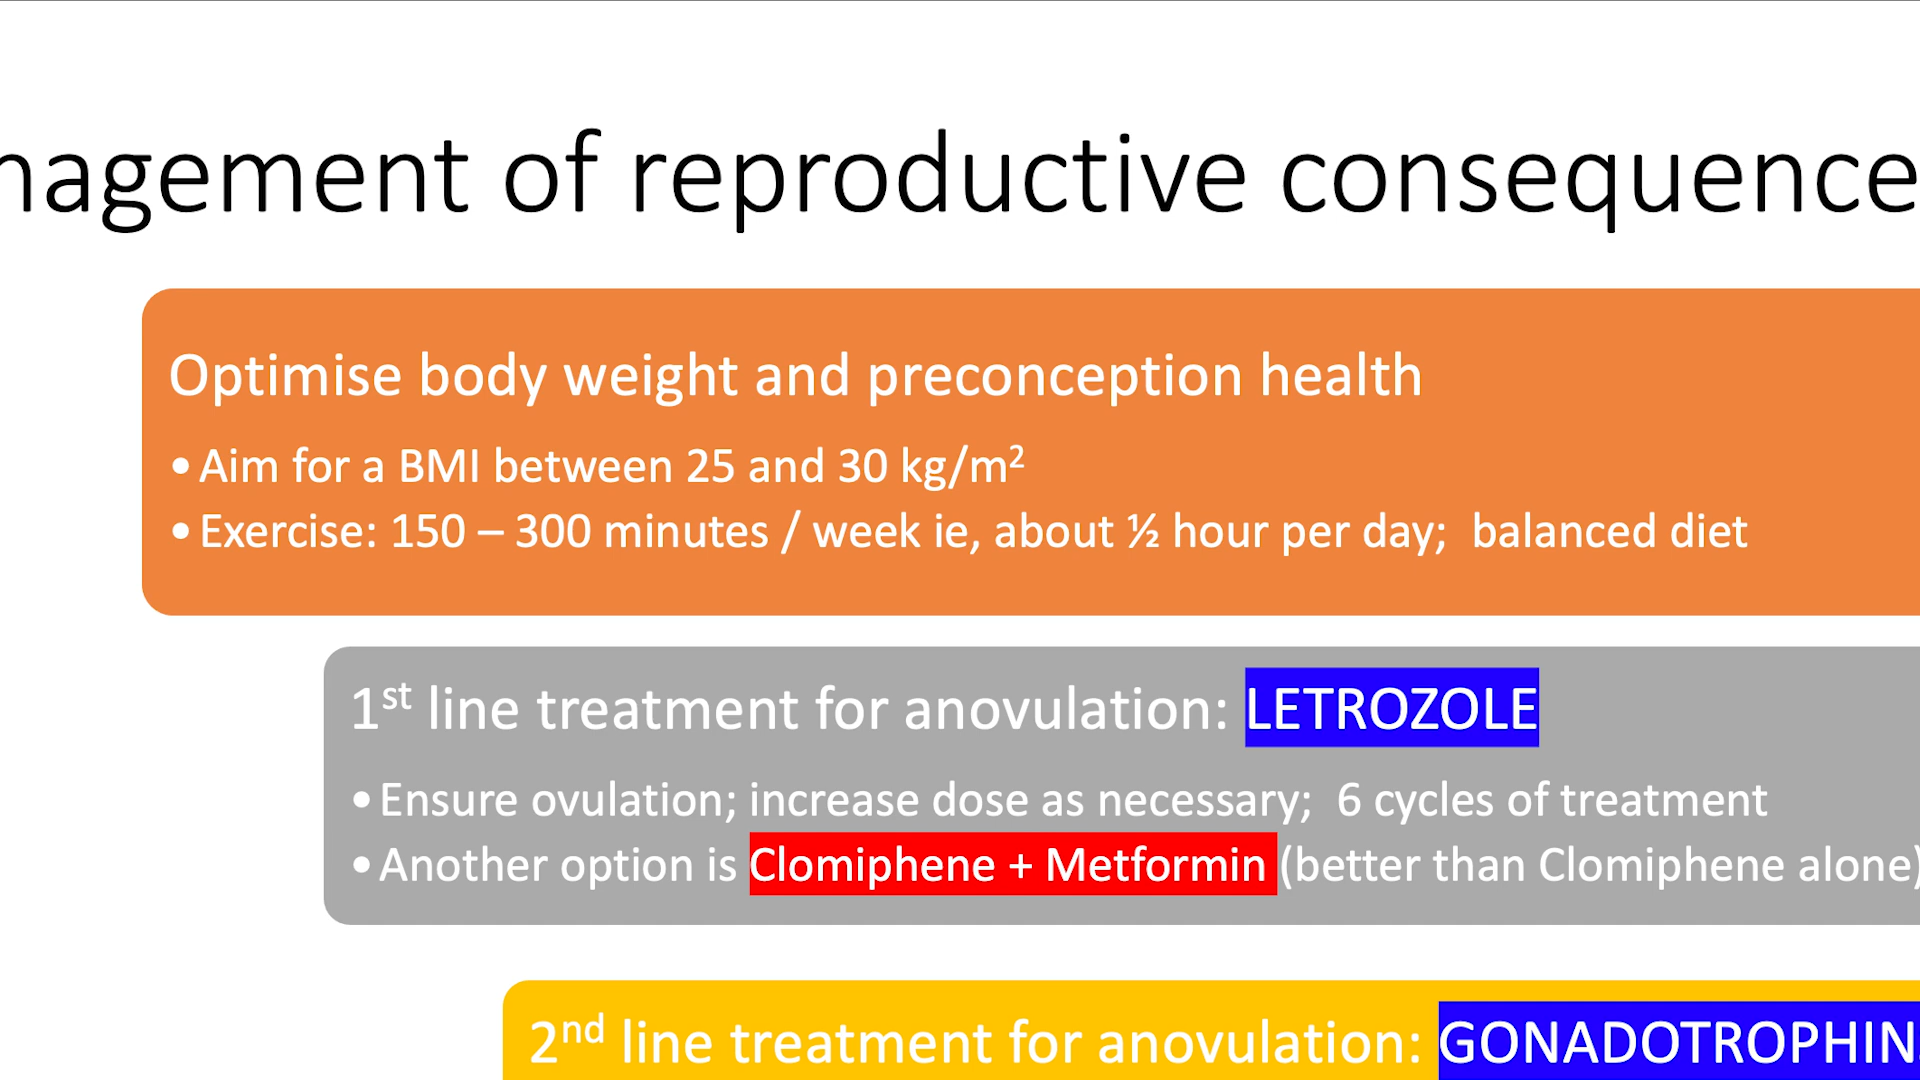 nagement of reproductive consequence
Optimise body weight and preconception health
• Aim for a BMI between 25 and 30 kg/m²
• Exercise: 150 – 300 minutes / week ie, about ½ hour per day; balanced diet
1st line treatment for anovulation: LETROZOLE
• Ensure ovulation; increase dose as necessary; 6 cycles of treatment
• Another option is Clomiphene + Metformin (better than Clomiphene alone)
2nd line treatment for anovulation: GONADOTROPHIN